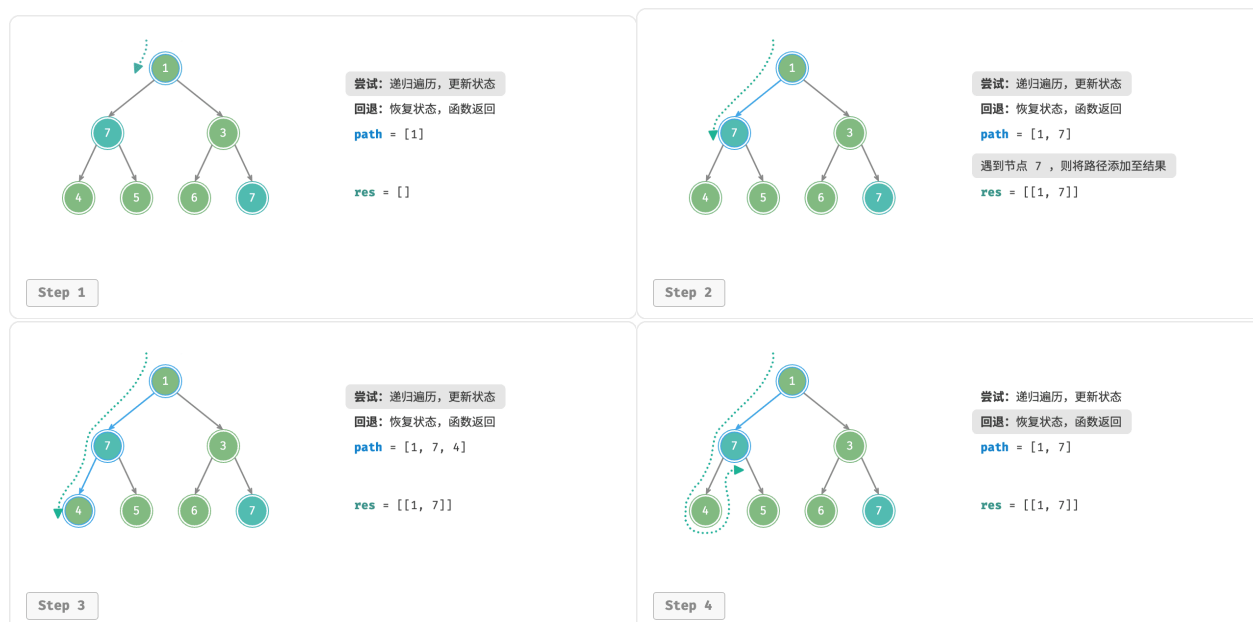 1
7
3
4
5
6
7
尝试：递归遍历，更新状态
回退：恢复状态，函数返回
path = [1]
res = []
Step 1
1
7
3
4
5
6
7
尝试：递归遍历，更新状态
回退：恢复状态，函数返回
path = [1, 7]
遇到节点 7 ，则将路径添加至结果
res = [[1, 7]]
Step 2
1
7
3
4
5
6
7
尝试：递归遍历，更新状态
回退：恢复状态，函数返回
path = [1, 7, 4]
res = [[1, 7]]
Step 3
1
7
3
4
5
6
7
尝试：递归遍历，更新状态
回退：恢复状态，函数返回
path = [1, 7]
res = [[1, 7]]
Step 4